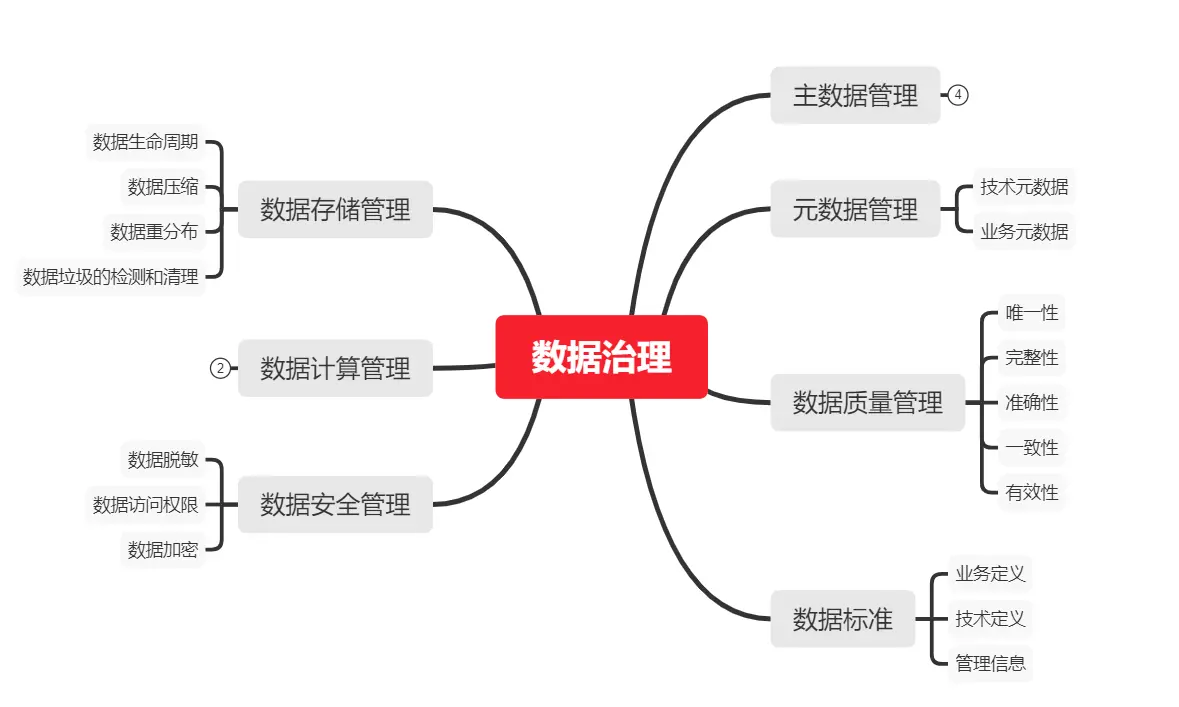 数据治理
主数据管理
4
元数据管理
技术元数据
业务元数据
数据质量管理
唯一性
完整性
准确性
一致性
有效性
数据标准
业务定义
技术定义
管理信息
数据存储管理
数据生命周期
数据压缩
数据重分布
数据垃圾的检测和清理
数据计算管理
2
数据安全管理
数据脱敏
数据访问权限
数据加密